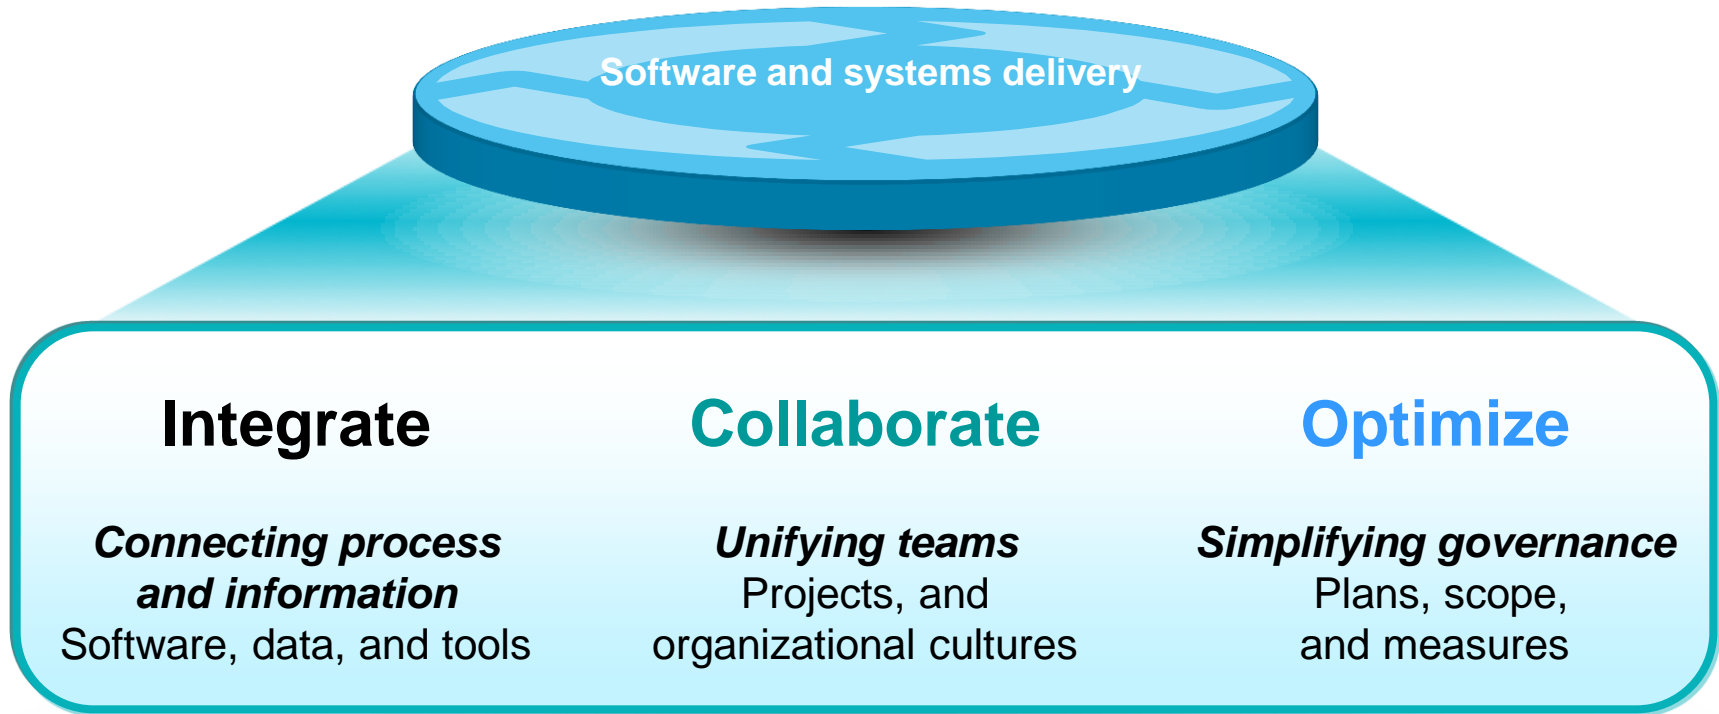 Software and systems delivery
Integrate
Connecting process
and information
Software, data, and tools
Collaborate
Unifying teams
Projects, and
organizational cultures
Optimize
Simplifying governance
Plans, scope,
and measures